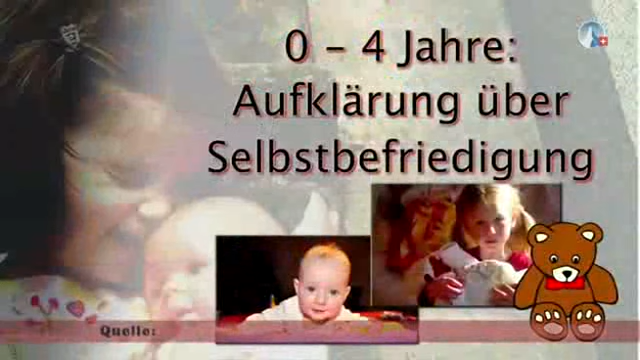 0 – 4 Jahre:
Aufklärung über
Selbstbefriedigung
Quelle: